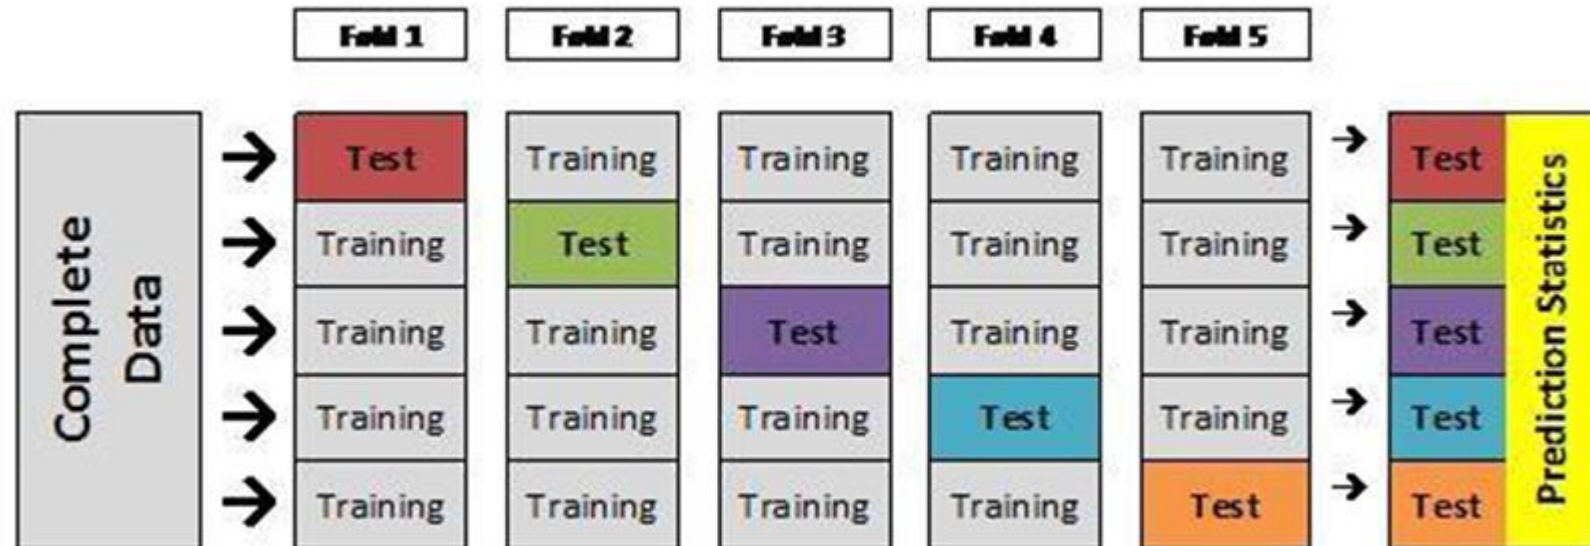 Fold 1 Fold 2 Fold 3 Fold 4 Fold 5
Complete
Data
Test Training Training Training Training Test
Training Test Training Training Training Test
Training Training Test Training Training Test
Training Training Training Test Training Test
Training Training Training Training Test Test
Prediction Statistics